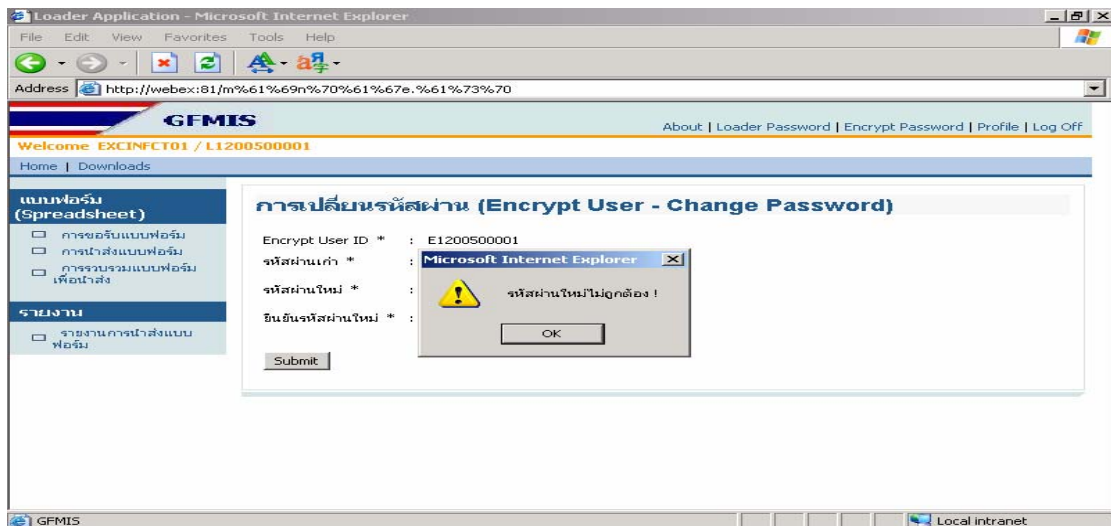 Loader Application - Microsoft Internet Explorer
File Edit View Favorites Tools Help
Address http://webex:81/m%61%69n%70%61%67e.%61%73%70
GFMIS
About | Loader Password | Encrypt Password | Profile | Log Off
Welcome EXCINFCT01 / L1200500001
Home | Downloads
แบบฟอร์ม
(Spreadsheet)
การขอรับแบบฟอร์ม
การนำส่งแบบฟอร์ม
การรวบรวมแบบฟอร์ม
เพื่อนำส่ง
รายงาน
รายงานการนำส่งแบบ
ฟอร์ม
การเปลี่ยนรหัสผ่าน (Encrypt User - Change Password)
Encrypt User ID * : E1200500001
รหัสผ่านเก่า * :
รหัสผ่านใหม่ * :
ยืนยันรหัสผ่านใหม่ * :
Submit
Microsoft Internet Explorer
รหัสผ่านใหม่ไม่ถูกต้อง !
OK
GFMIS
Local intranet